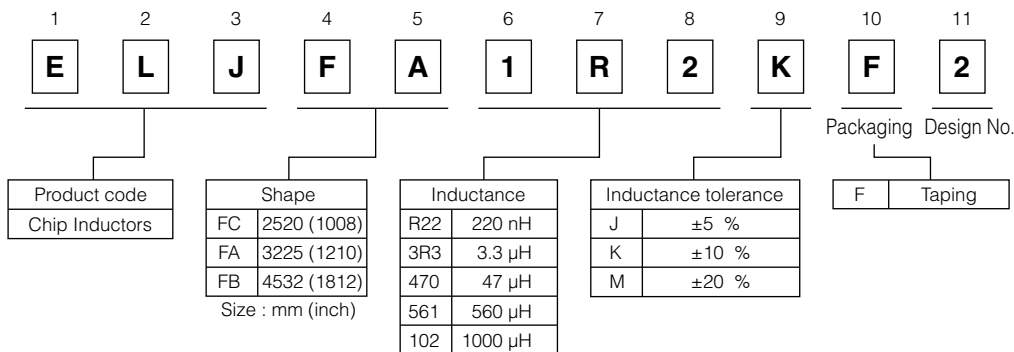 1 2 3 4 5 6 7 8 9 10 11
E L J F A 1 R 2 K F 2
Packaging Design No.
Product code
Chip Inductors
Shape
FC 2520 (1008)
FA 3225 (1210)
FB 4532 (1812)
Size : mm (inch)
Inductance
R22 220 nH
3R3 3.3 µH
470 47 µH
561 560 µH
102 1000 µH
Inductance tolerance
J ±5 %
K ±10 %
M ±20 %
F Taping